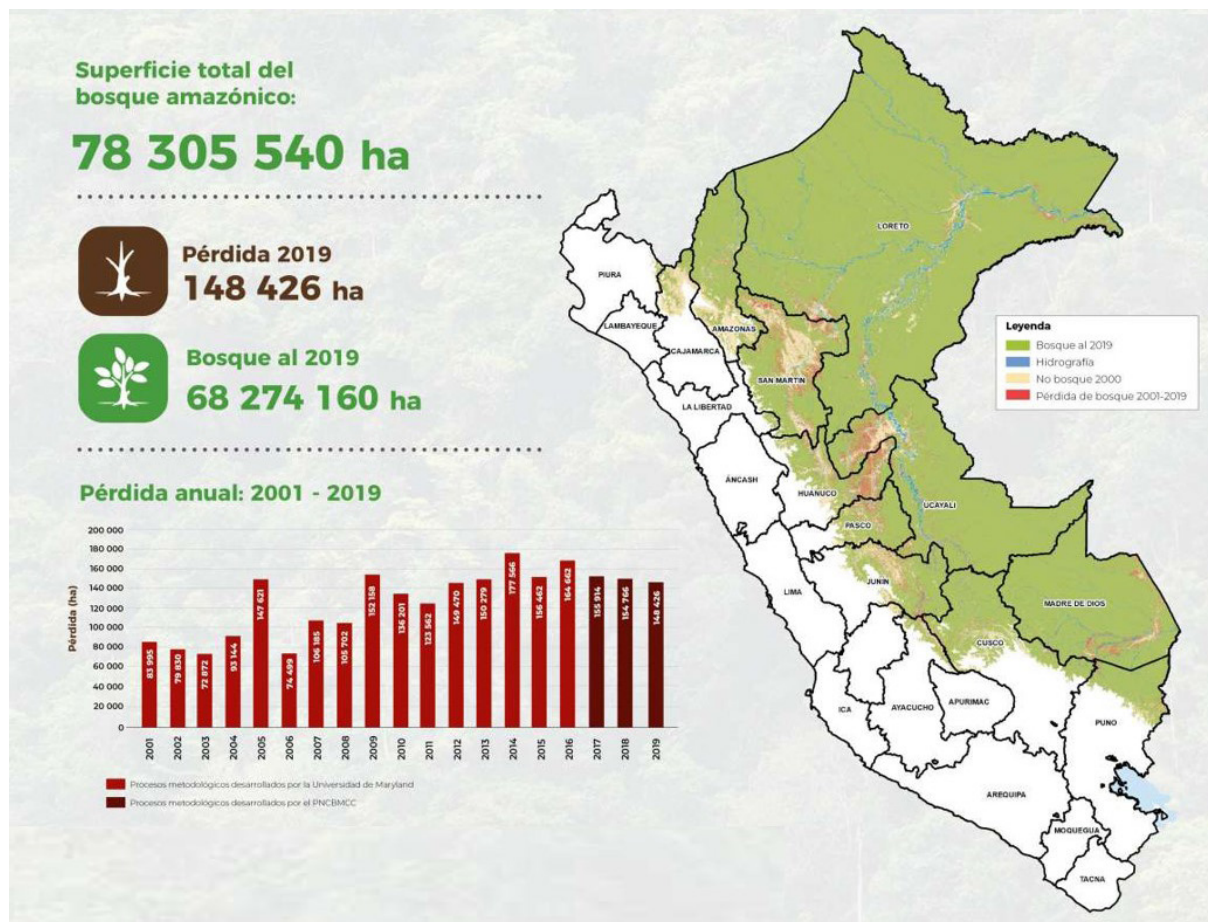 Superficie total del
bosque amazónico:
78 305 540 ha
Pérdida 2019
148 426 ha
Bosque al 2019
68 274 160 ha
Pérdida anual: 2001 - 2019
Pérdida (ha)
200 000
180 000
160 000
140 000
120 000
100 000
80 000
60 000
40 000
20 000
0
83 995
79 830
72 872
93 144
147 621
74 499
106 185
105 702
152 158
136 201
123 562
149 470
150 279
177 566
156 462
164 662
155 914
154 766
148 426
2001
2002
2003
2004
2005
2006
2007
2008
2009
2010
2011
2012
2013
2014
2015
2016
2017
2018
2019
Procesos metodológicos desarrollados por la Universidad de Maryland
Procesos metodológicos desarrollados por el PNCBMCC
LORETO
PIURA
LAMBAYEQUE
AMAZONAS
CAJAMARCA
SAN MARTIN
LA LIBERTAD
ÁNCASH
HUANUCO
UCAYALI
PASCO
JUNIN
LIMA
MADRE DE DIOS
CUSCO
ICA
AYACUCHO
APURIMAC
PUNO
AREQUIPA
MOQUEGUA
TACNA
Leyenda
Bosque al 2019
Hidrografía
No bosque 2000
Pérdida de bosque 2001-2019